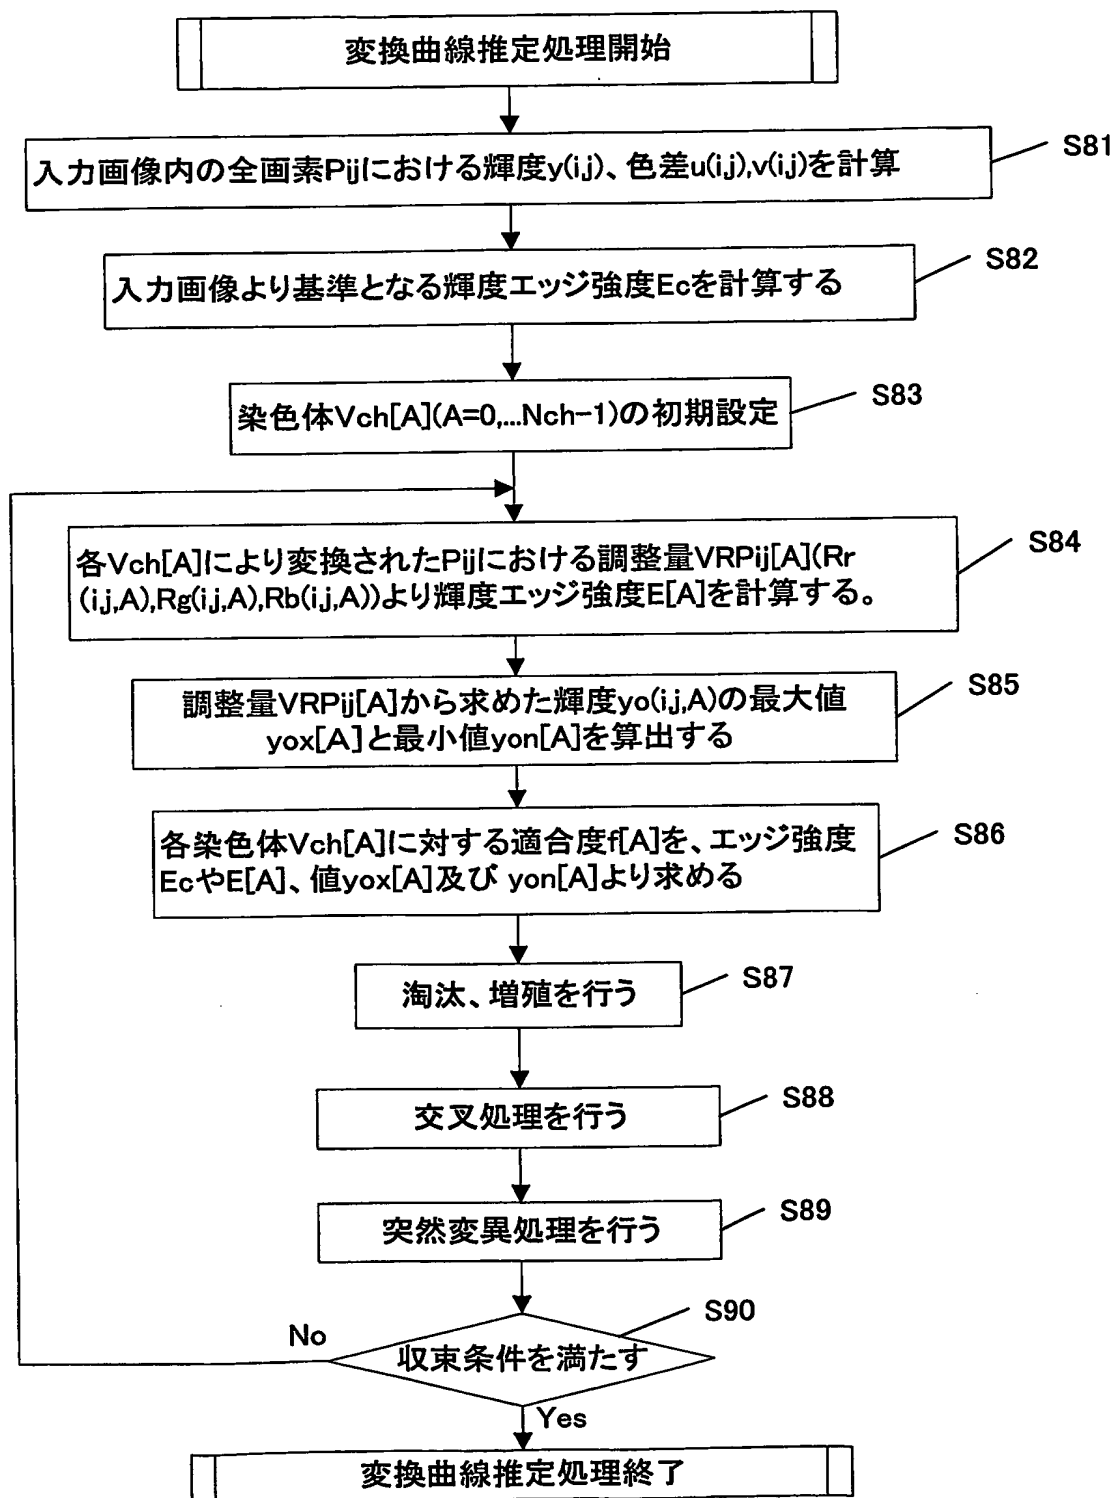 変換曲線推定処理開始
S81
入力画像内の全画素Pijにおける輝度y(i,j)、色差u(i,j),v(i,j)を計算
S82
入力画像より基準となる輝度エッジ強度Ecを計算する
S83
染色体Vch[A](A=0,...Nch-1)の初期設定
S84
各Vch[A]により変換されたPijにおける調整量VRPij[A](Rr
(i,j,A),Rg(i,j,A),Rb(i,j,A))より輝度エッジ強度E[A]を計算する。
S85
調整量VRPij[A]から求めた輝度yo(i,j,A)の最大値
yox[A]と最小値yon[A]を算出する
S86
各染色体Vch[A]に対する適合度f[A]を、エッジ強度
EcやE[A]、値yox[A]及び yon[A]より求める
S87
淘汰、増殖を行う
S88
交叉処理を行う
S89
突然変異処理を行う
S90
No
収束条件を満たす
Yes
変換曲線推定処理終了